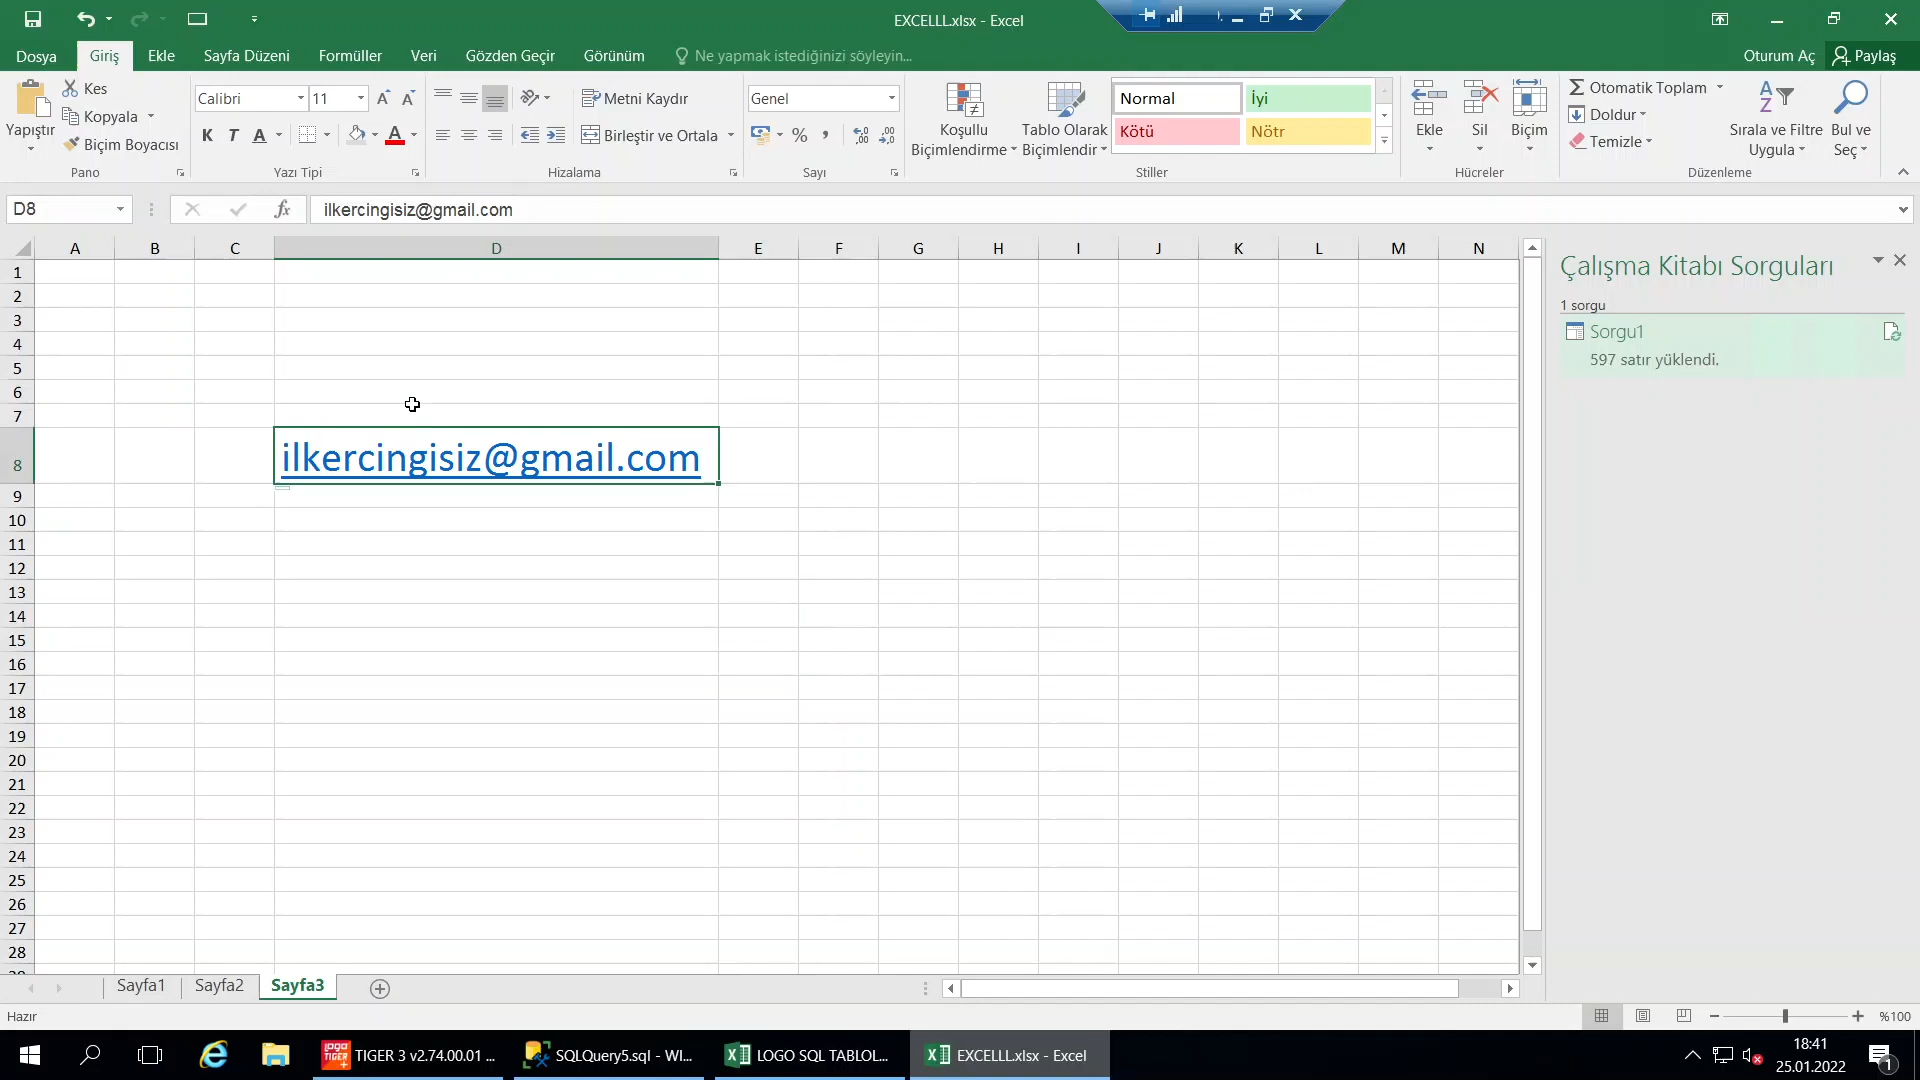 EXCELLL.xlsx - Excel
Dosya Giriş Ekle Sayfa Düzeni Formüller Veri Gözden Geçir Görünüm Ne yapmak istediğinizi söyleyin... Oturum Aç Paylaş
Yapıştır
Kes
Kopyala
Biçim Boyacısı
Pano
Calibri 11
K T A
Yazı Tipi
Metni Kaydır
Birleştir ve Ortala
Hizalama
Genel
Sayı
Koşullu Biçimlendirme
Tablo Olarak Biçimlendir
Normal İyi
Kötü Nötr
Stiller
Ekle Sil Biçim
Hücreler
Otomatik Toplam
Doldur
Temizle
Sırala ve Filtre Uygula
Bul ve Seç
Düzenleme
D8 fx ilkercingisiz@gmail.com
A B C D E F G H I J K L M N
1
2
3
4
5
6
7
8 ilkercingisiz@gmail.com
9
10
11
12
13
14
15
16
17
18
19
20
21
22
23
24
25
26
27
28
Çalışma Kitabı Sorguları
1 sorgu
Sorgu1
597 satır yüklendi.
Sayfa1 Sayfa2 Sayfa3
Hazır
%100
TIGER 3 v2.74.00.01 ... SQLQuery5.sql - WI... LOGO SQL TABLOL... EXCELLL.xlsx - Excel
18:41
25.01.2022
1